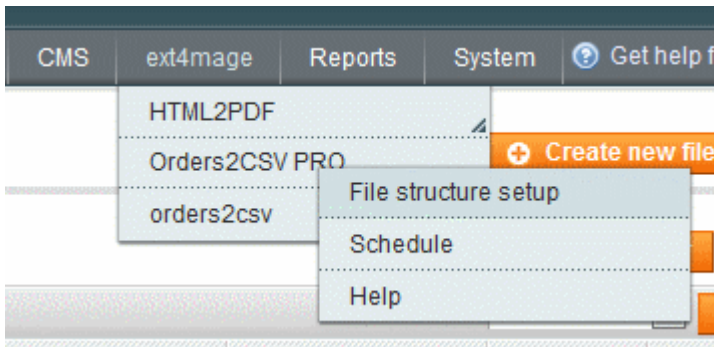 CMS ext4mage Reports System Get help f
HTML2PDF
Orders2CSV PRO
Create new file
File structure setup
orders2csv
Schedule
Help